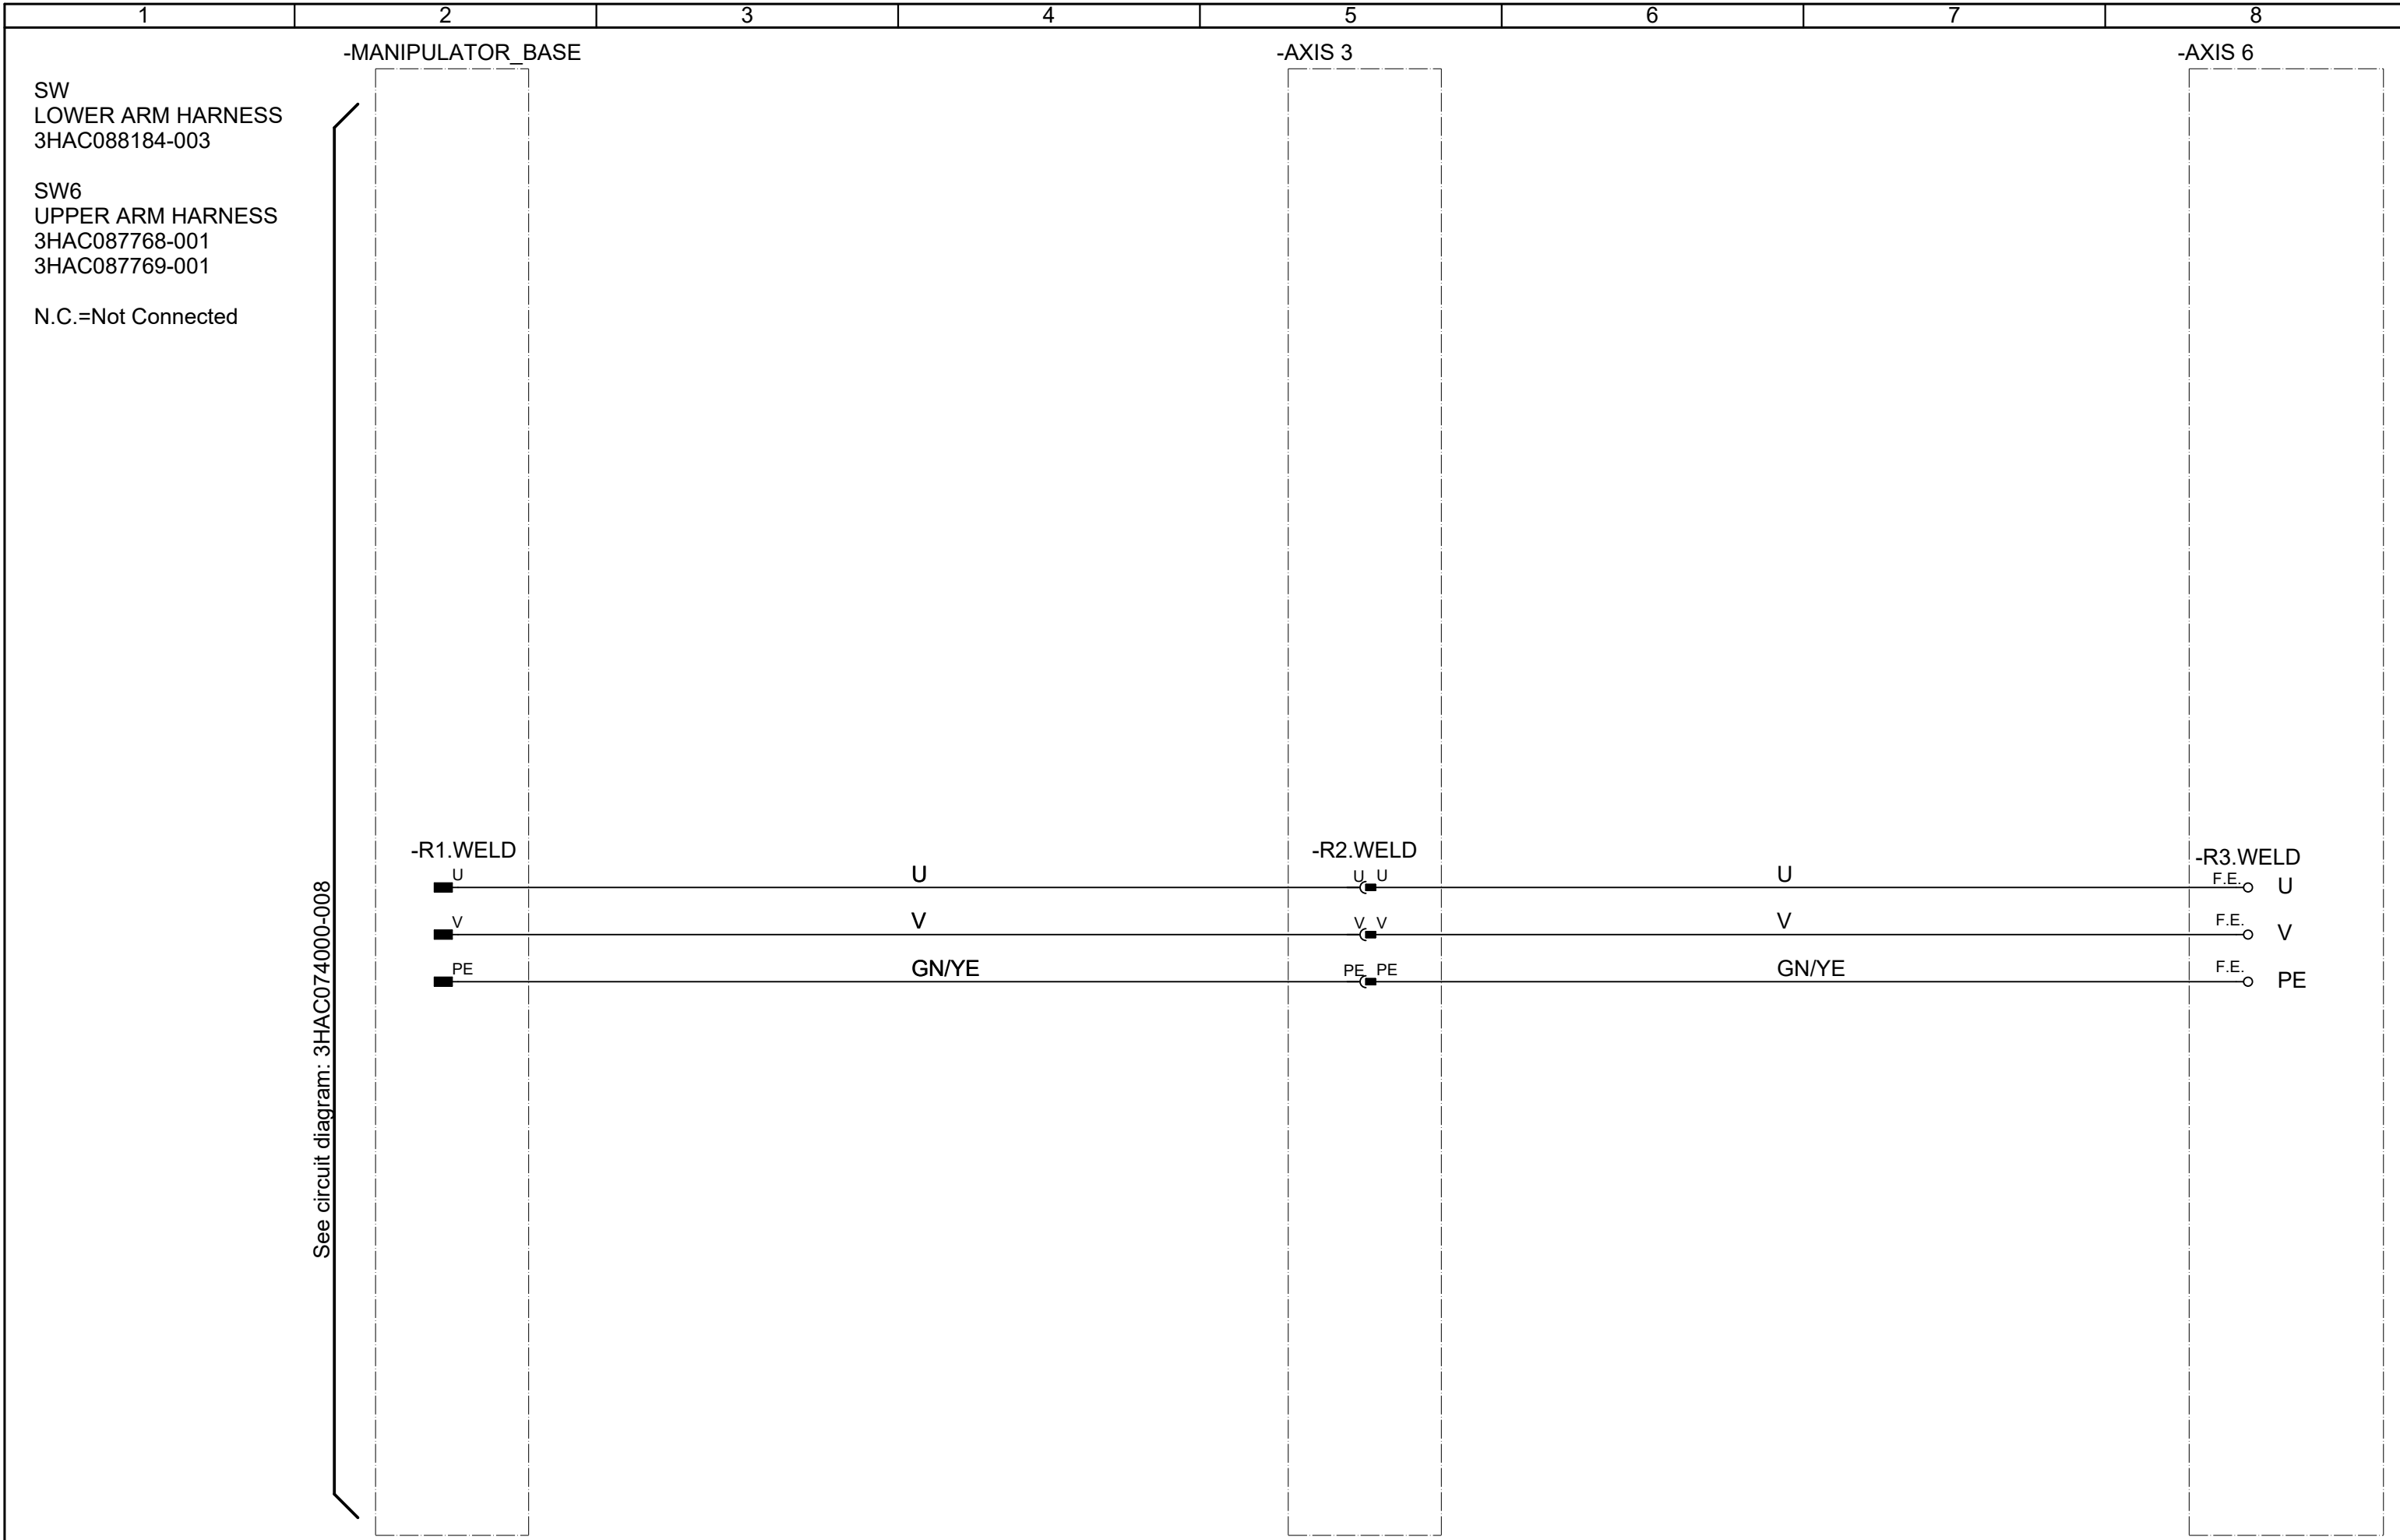 1 2 3 4 5 6 7 8
-MANIPULATOR_BASE -AXIS 3 -AXIS 6
SW
LOWER ARM HARNESS
3HAC088184-003
SW6
UPPER ARM HARNESS
3HAC087768-001
3HAC087769-001
N.C.=Not Connected
See circuit diagram: 3HAC074000-008
-R1.WELD -R2.WELD -R3.WELD
U U U U U F.E. U
V V V V V F.E. V
PE GN/YE PE PE GN/YE F.E. PE